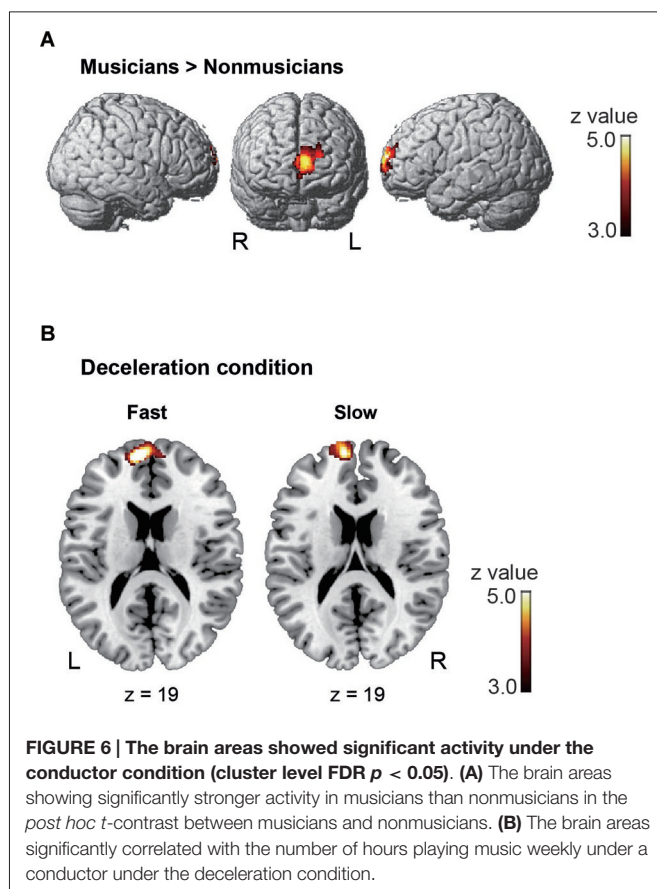 A
Musicians > Nonmusicians
z value
5.0
3.0
R L
B
Deceleration condition
Fast Slow
z value
5.0
3.0
L R
z = 19 z = 19
FIGURE 6 | The brain areas showed significant activity under the
conductor condition (cluster level FDR p < 0.05). (A) The brain areas
showing significantly stronger activity in musicians than nonmusicians in the
post hoc t-contrast between musicians and nonmusicians. (B) The brain areas
significantly correlated with the number of hours playing music weekly under a
conductor under the deceleration condition.